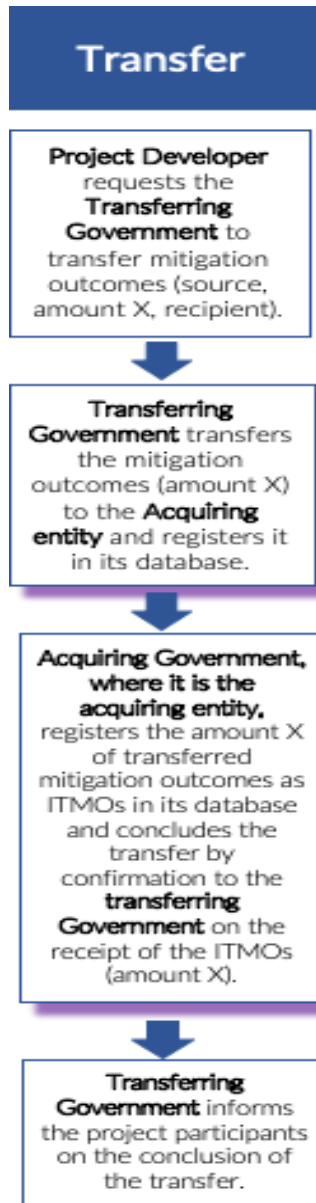 Transfer
Project Developer
requests the
Transferring
Government to
transfer mitigation
outcomes (source,
amount X, recipient).
Transferring
Government transfers
the mitigation
outcomes (amount X)
to the Acquiring
entity and registers it
in its database.
Acquiring Government,
where it is the
acquiring entity,
registers the amount X
of transferred
mitigation outcomes as
ITMOs in its database
and concludes the
transfer by
confirmation to the
transferring
Government on the
receipt of the ITMOs
(amount X).
Transferring
Government informs
the project participants
on the conclusion of
the transfer.